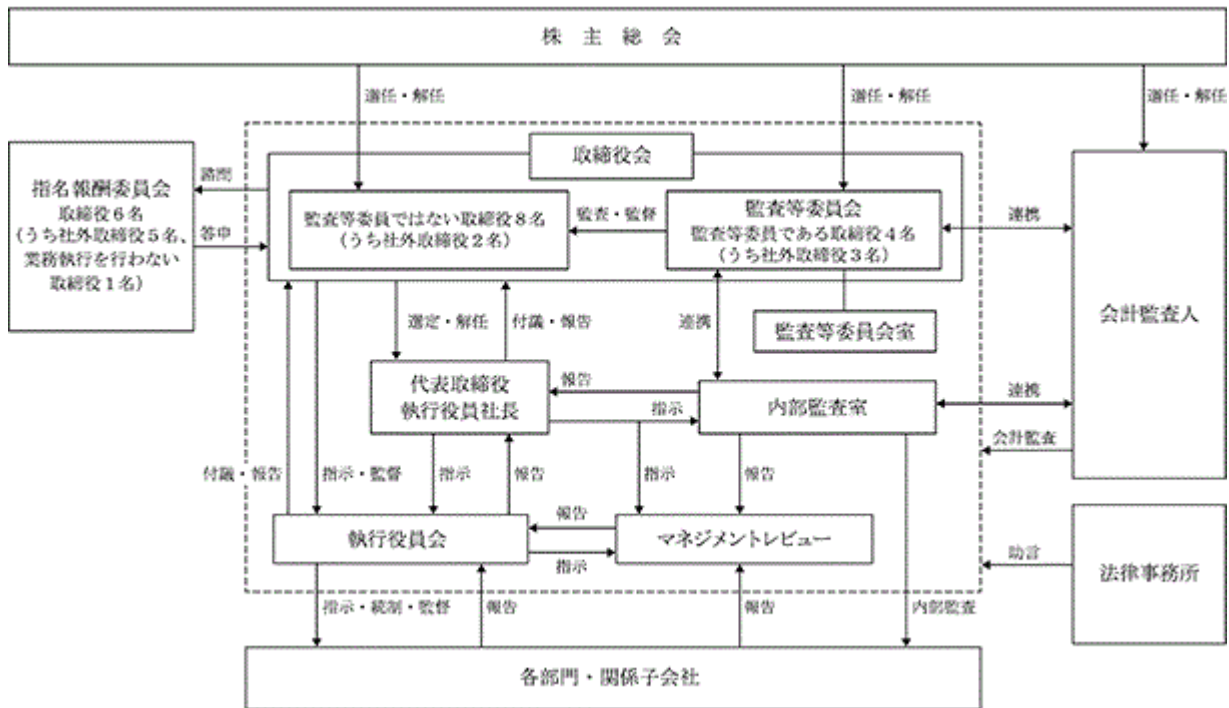 株主総会
選任・解任
選任・解任
選任・解任
取締役会
指名報酬委員会
取締役6名
(うち社外取締役5名、
業務執行を行わない
取締役1名)
諮問
答申
監査等委員ではない取締役8名
(うち社外取締役2名)
監査・監督
監査等委員会
監査等委員である取締役4名
(うち社外取締役3名)
連携
会計監査人
選定・解任
付議・報告
連携
監査等委員会室
代表取締役
執行役員社長
報告
指示
内部監査室
連携
会計監査
付議・報告
指示・監督
指示
報告
指示
報告
執行役員会
報告
指示
マネジメントレビュー
助言
法律事務所
指示・統制・監督
報告
報告
内部監査
各部門・関係子会社